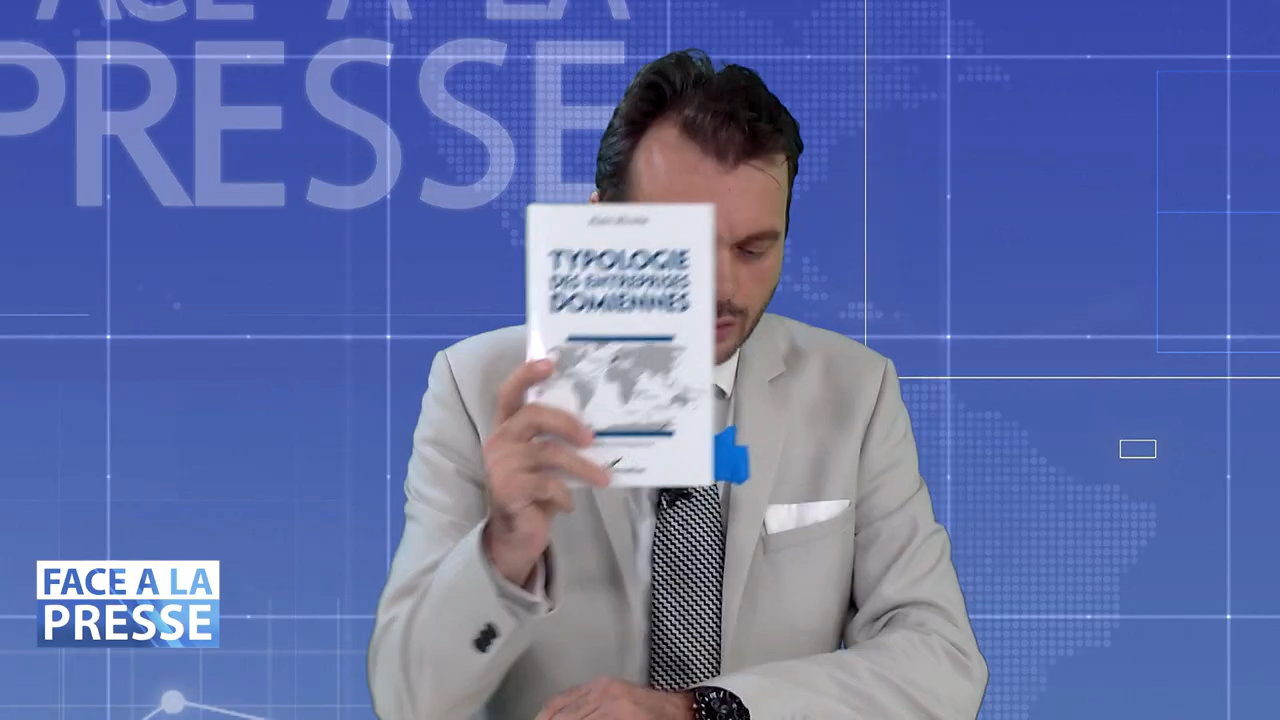 FACE A LA
PRESSE
TYPOLOGIE
DES ENTREPRISES
DOMIENNES
FACE A LA
PRESSE